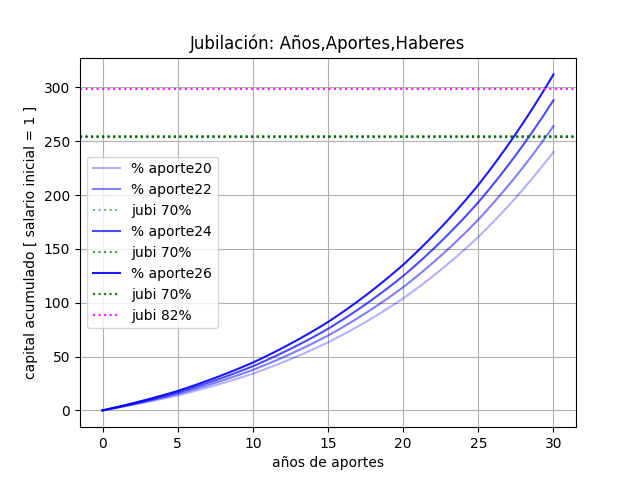 Jubilación: Años,Aportes,Haberes
capital acumulado [ salario inicial = 1 ]
300
250
200
150
100
50
0
% aporte20
% aporte22
jubi 70%
% aporte24
jubi 70%
% aporte26
jubi 70%
jubi 82%
0 5 10 15 20 25 30
años de aportes